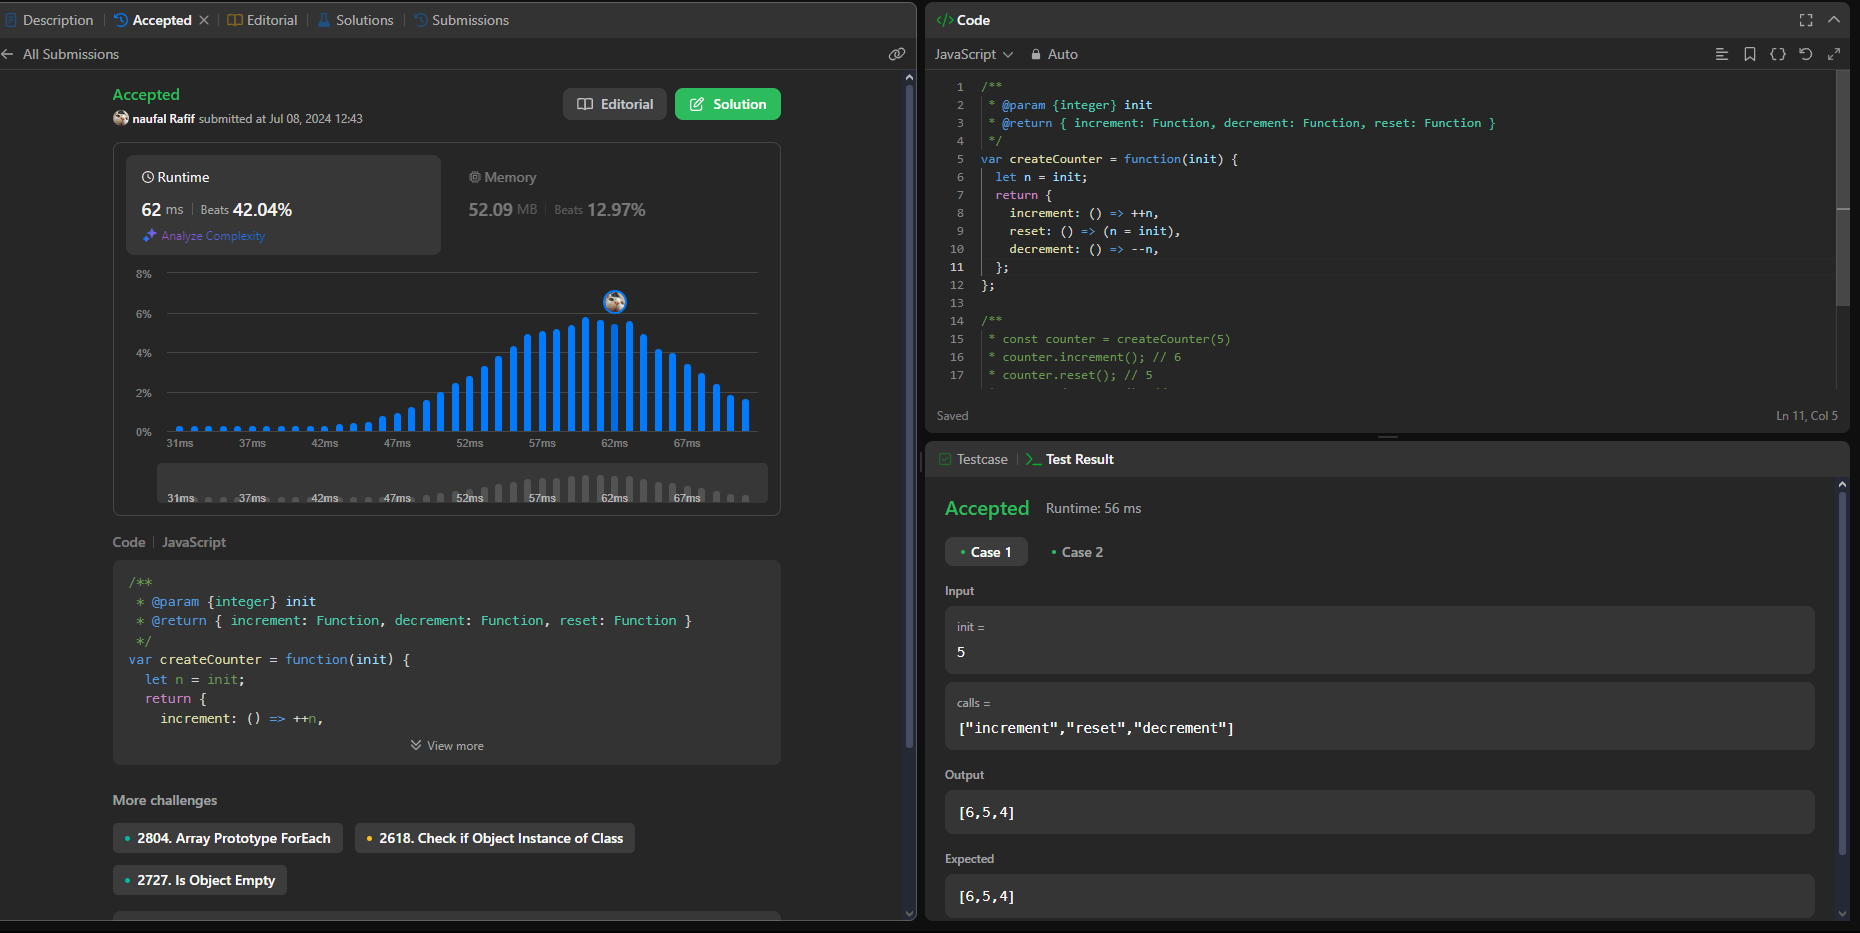 Description
Accepted
Editorial
Solutions
Submissions
All Submissions
Accepted
naufal Rafif submitted at Jul 08, 2024 12:43
Editorial
Solution
Runtime
62 ms Beats 42.04%
Analyze Complexity
Memory
52.09 MB Beats 12.97%
8%
6%
4%
2%
0%
31ms 37ms 42ms 47ms 52ms 57ms 62ms 67ms
31ms 37ms 42ms 47ms 52ms 57ms 62ms 67ms
Code JavaScript
/**
* @param {integer} init
* @return { increment: Function, decrement: Function, reset: Function }
*/
var createCounter = function(init) {
let n = init;
return {
increment: () => ++n,
View more
More challenges
2804. Array Prototype ForEach
2618. Check if Object Instance of Class
2727. Is Object Empty
</> Code
JavaScript
Auto
1 /**
2 * @param {integer} init
3 * @return { increment: Function, decrement: Function, reset: Function }
4 */
5 var createCounter = function(init) {
6 let n = init;
7 return {
8 increment: () => ++n,
9 reset: () => (n = init),
10 decrement: () => --n,
11 };
12 };
13
14 /**
15 * const counter = createCounter(5)
16 * counter.increment(); // 6
17 * counter.reset(); // 5
Saved
Ln 11, Col 5
Testcase
>_ Test Result
Accepted Runtime: 56 ms
Case 1
Case 2
Input
init =
5
calls =
["increment","reset","decrement"]
Output
[6,5,4]
Expected
[6,5,4]